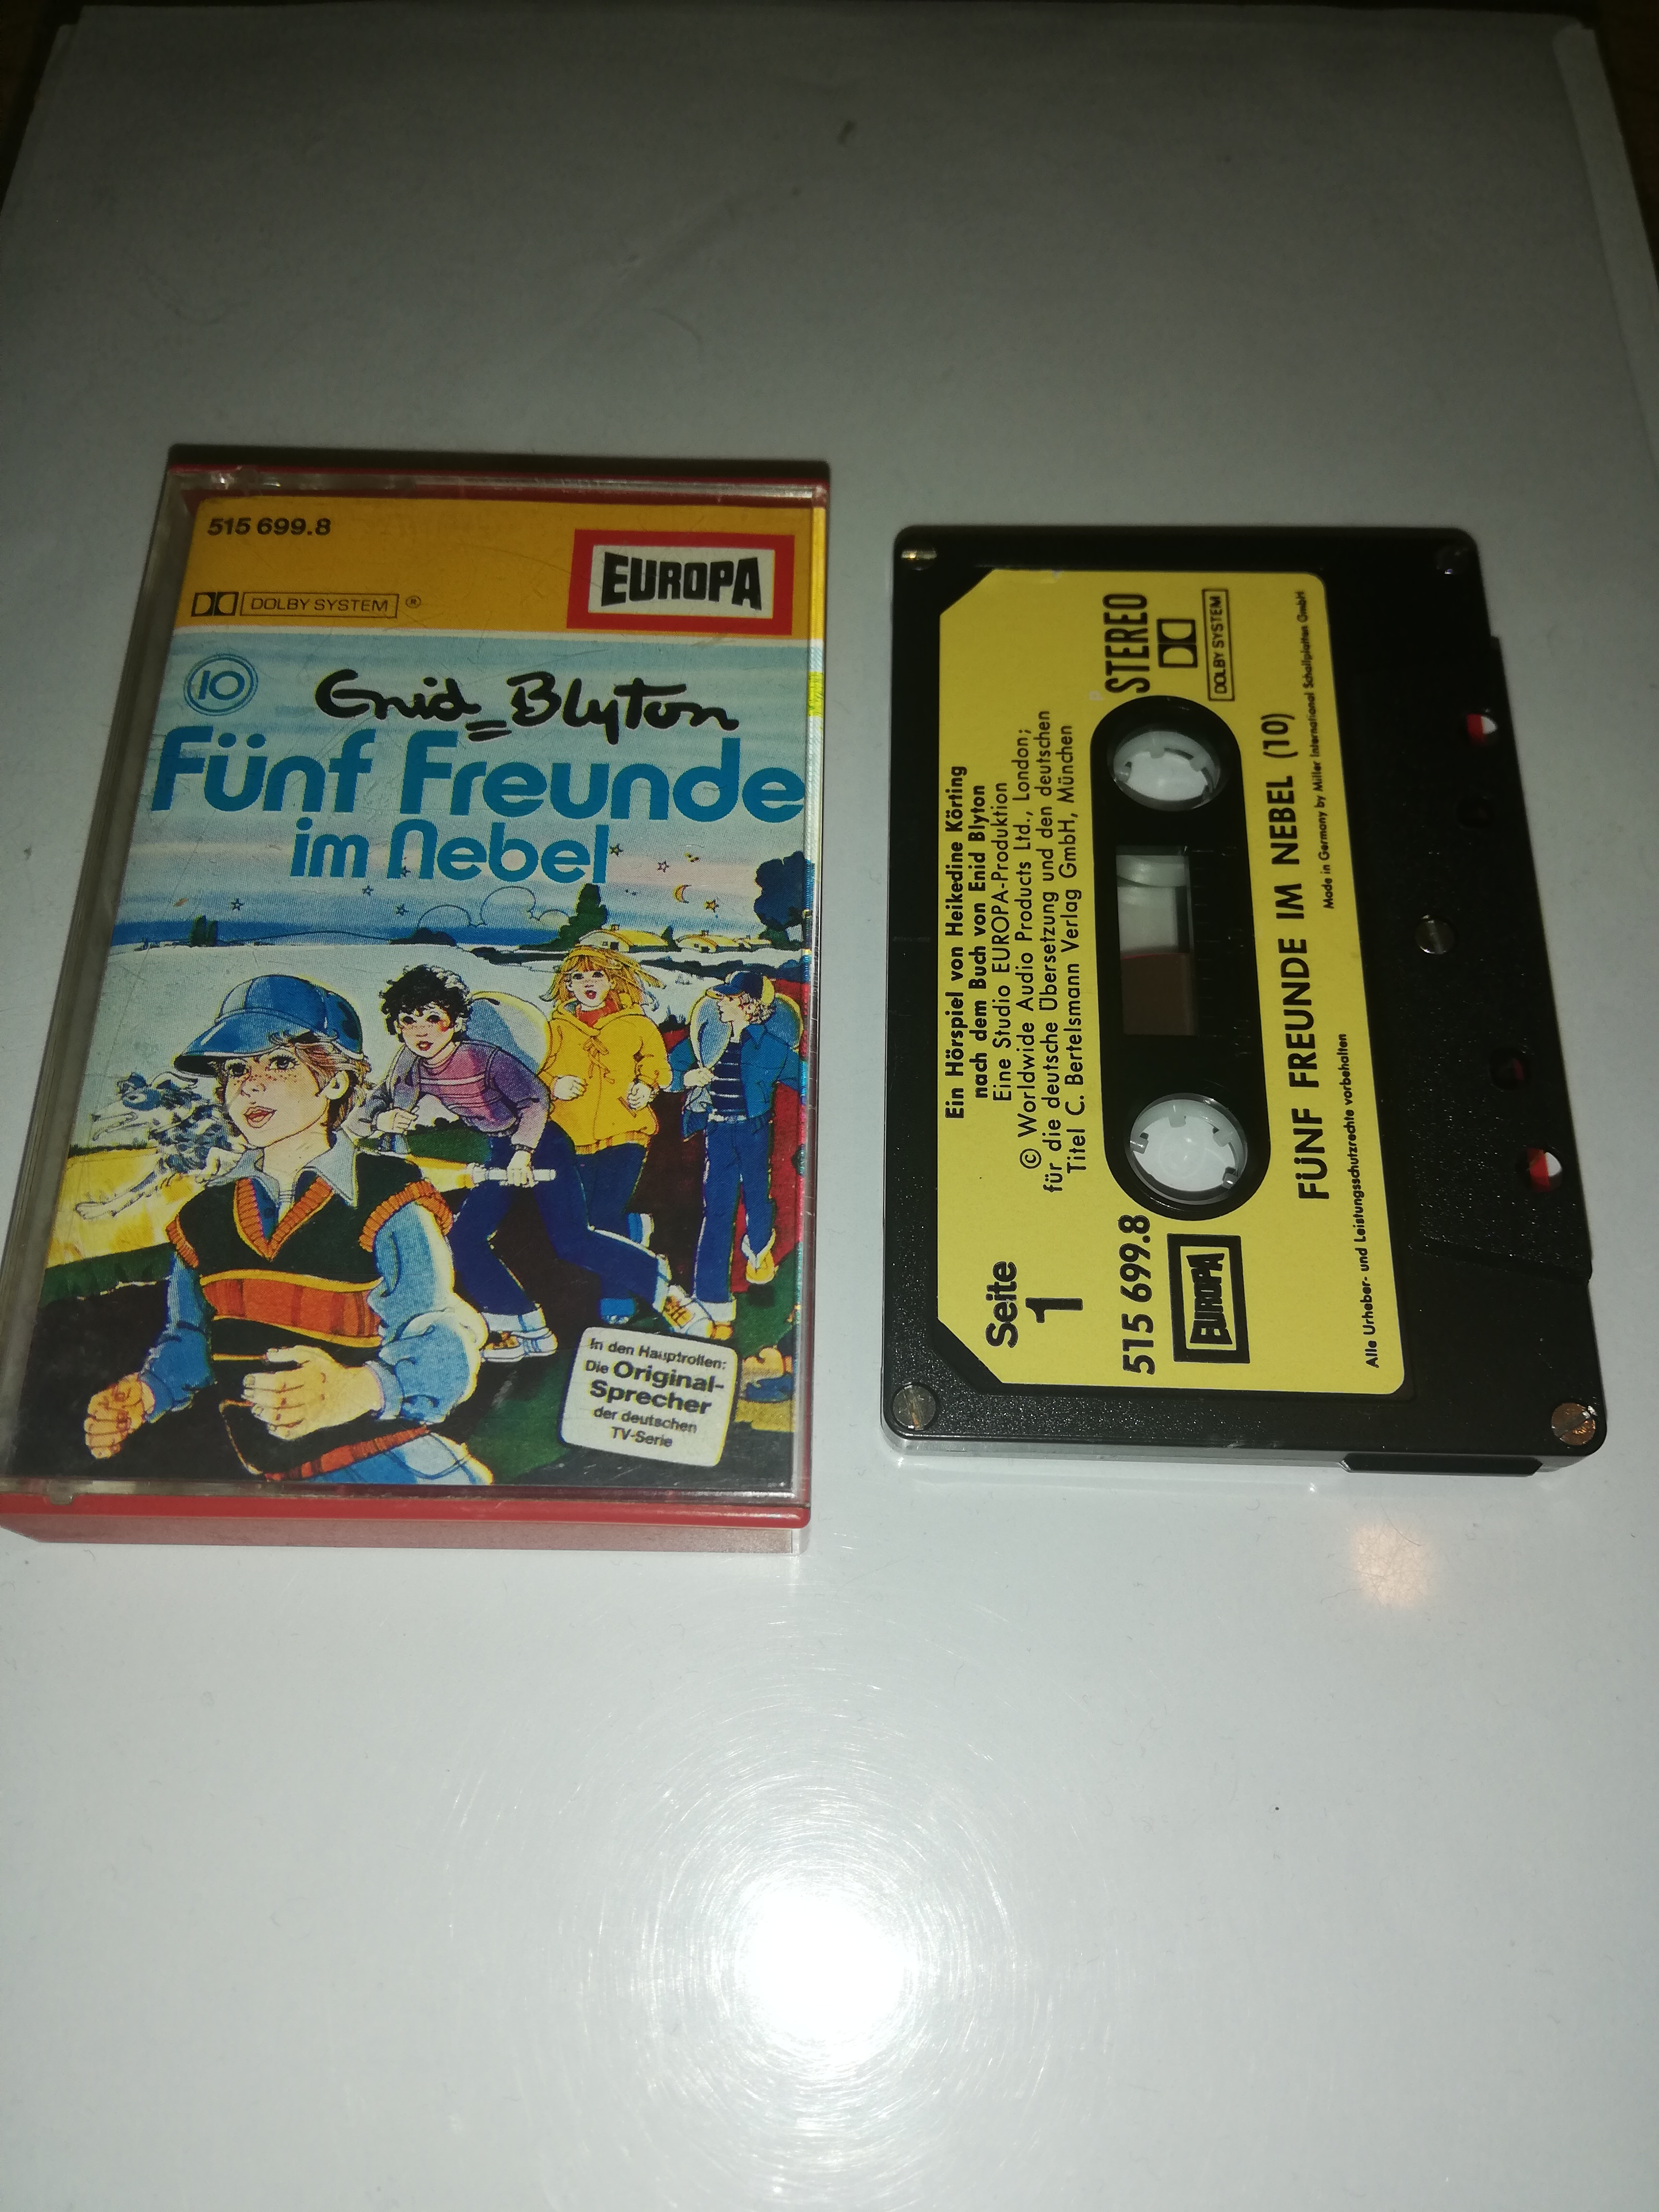 515 699.8
EUROPA
DOLBY SYSTEM ®
10
Enid Blyton
Fünf Freunde
im Nebel
In den Hauptrollen:
Die Original-
Sprecher
der deutschen
TV-Serie
Ein Hörspiel von Heikedine Körting
nach dem Buch von Enid Blyton
Eine Studio EUROPA-Produktion
© Worldwide Audio Products Ltd., London;
für die deutsche Übersetzung und den deutschen
Titel C. Bertelsmann Verlag GmbH, München
Seite
1
515 699.8
EUROPA
STEREO
DOLBY SYSTEM
FÜNF FREUNDE IM NEBEL (10)
Made in Germany by Miller International Schallplatten GmbH
Alle Urheber- und Leistungsschutzrechte vorbehalten